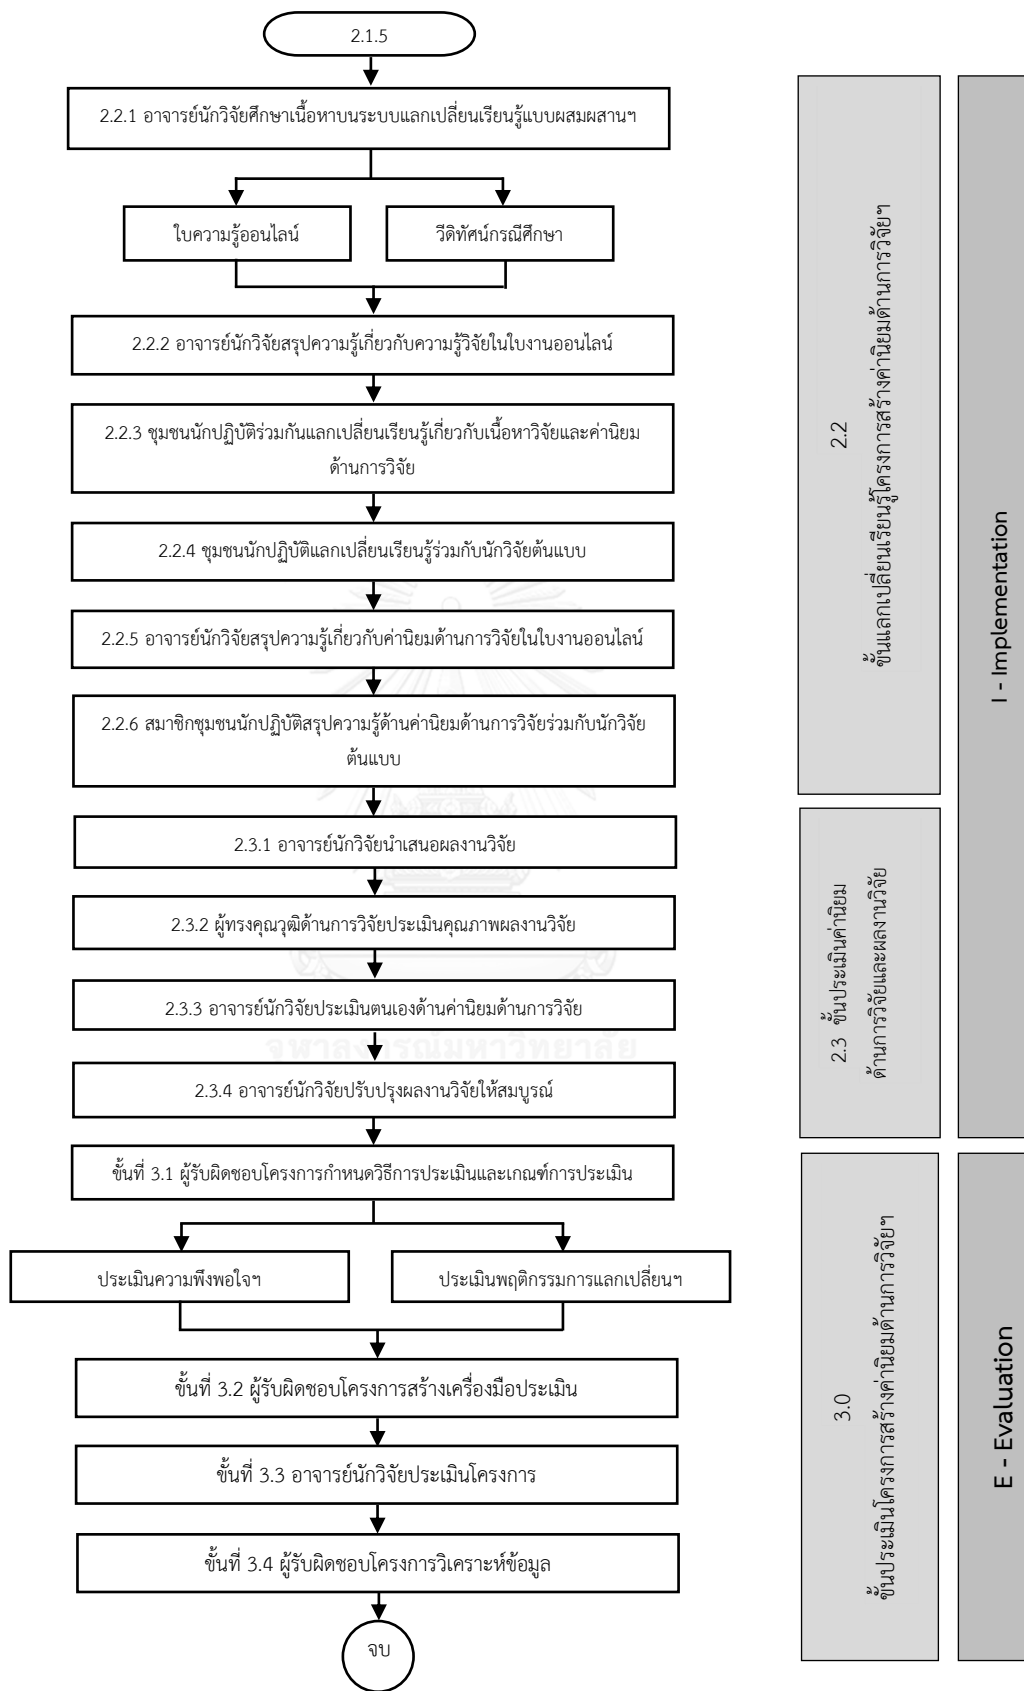 2.1.5
2.2.1 อาจารย์นักวิจัยศึกษาเนื้อหาบนระบบแลกเปลี่ยนเรียนรู้แบบผสมผสานฯ
ใบความรู้ออนไลน์
วีดิทัศน์กรณีศึกษา
2.2.2 อาจารย์นักวิจัยสรุปความรู้เกี่ยวกับความรู้วิจัยในใบงานออนไลน์
2.2.3 ชุมชนนักปฏิบัติร่วมกันแลกเปลี่ยนเรียนรู้เกี่ยวกับเนื้อหาวิจัยและค่านิยม
ด้านการวิจัย
2.2.4 ชุมชนนักปฏิบัติแลกเปลี่ยนเรียนรู้ร่วมกับนักวิจัยต้นแบบ
2.2.5 อาจารย์นักวิจัยสรุปความรู้เกี่ยวกับค่านิยมด้านการวิจัยในใบงานออนไลน์
2.2.6 สมาชิกชุมชนนักปฏิบัติสรุปความรู้ด้านค่านิยมด้านการวิจัยร่วมกับนักวิจัย
ต้นแบบ
2.3.1 อาจารย์นักวิจัยนำเสนอผลงานวิจัย
2.3.2 ผู้ทรงคุณวุฒิด้านการวิจัยประเมินคุณภาพผลงานวิจัย
2.3.3 อาจารย์นักวิจัยประเมินตนเองด้านค่านิยมด้านการวิจัย
จุฬาลงกรณ์มหาวิทยาลัย
2.3.4 อาจารย์นักวิจัยปรับปรุงผลงานวิจัยให้สมบูรณ์
ขั้นที่ 3.1 ผู้รับผิดชอบโครงการกำหนดวิธีการประเมินและเกณฑ์การประเมิน
ประเมินความพึงพอใจฯ
ประเมินพฤติกรรมการแลกเปลี่ยนฯ
ขั้นที่ 3.2 ผู้รับผิดชอบโครงการสร้างเครื่องมือประเมิน
ขั้นที่ 3.3 อาจารย์นักวิจัยประเมินโครงการ
ขั้นที่ 3.4 ผู้รับผิดชอบโครงการวิเคราะห์ข้อมูล
จบ
2.2
ขั้นแลกเปลี่ยนเรียนรู้โครงการสร้างค่านิยมด้านการวิจัยฯ
2.3 ขั้นประเมินค่านิยม
ด้านการวิจัยและผลงานวิจัย
3.0
ขั้นประเมินโครงการสร้างค่านิยมด้านการวิจัยฯ
I - Implementation
E - Evaluation